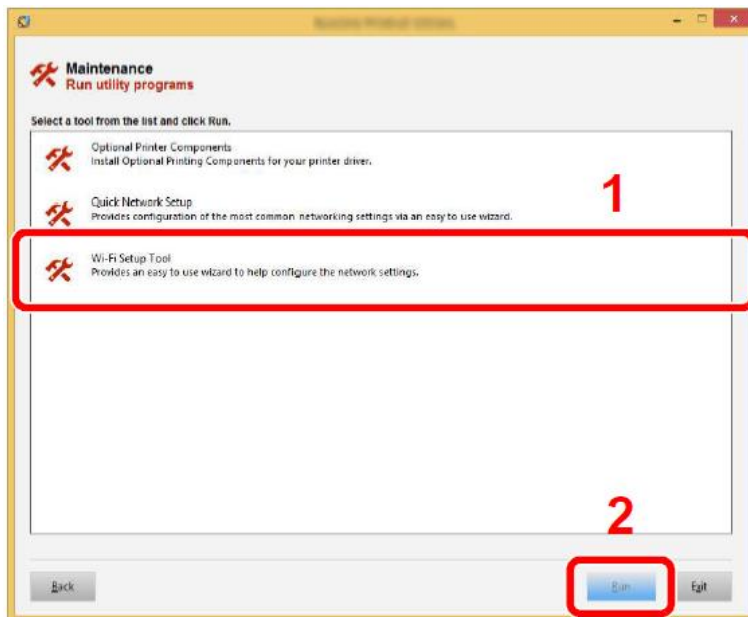 Maintenance
Run utility programs
Select a tool from the list and click Run.
Optional Printer Components
Install Optional Printing Components for your printer driver.
1
Quick Network Setup
Provides configuration of the most common networking settings via an easy to use wizard.
Wi-Fi Setup Tool
Provides an easy to use wizard to help configure the network settings.
2
Back
Run
Exit